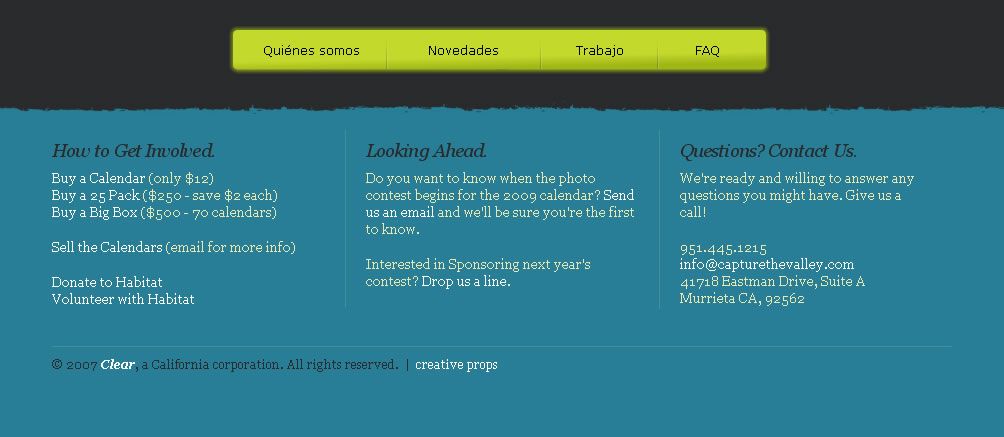 Quiénes somos
Novedades
Trabajo
FAQ
How to Get Involved.
Buy a Calendar (only $12)
Buy a 25 Pack ($250 - save $2 each)
Buy a Big Box ($500 - 70 calendars)
Sell the Calendars (email for more info)
Donate to Habitat
Volunteer with Habitat
Looking Ahead.
Do you want to know when the photo
contest begins for the 2009 calendar? Send
us an email and we'll be sure you're the first
to know.
Interested in Sponsoring next year's
contest? Drop us a line.
Questions? Contact Us.
We're ready and willing to answer any
questions you might have. Give us a
call!
951.445.1215
info@capturethevalley.com
41718 Eastman Drive, Suite A
Murrieta CA, 92562
© 2007 Clear, a California corporation. All rights reserved. | creative props